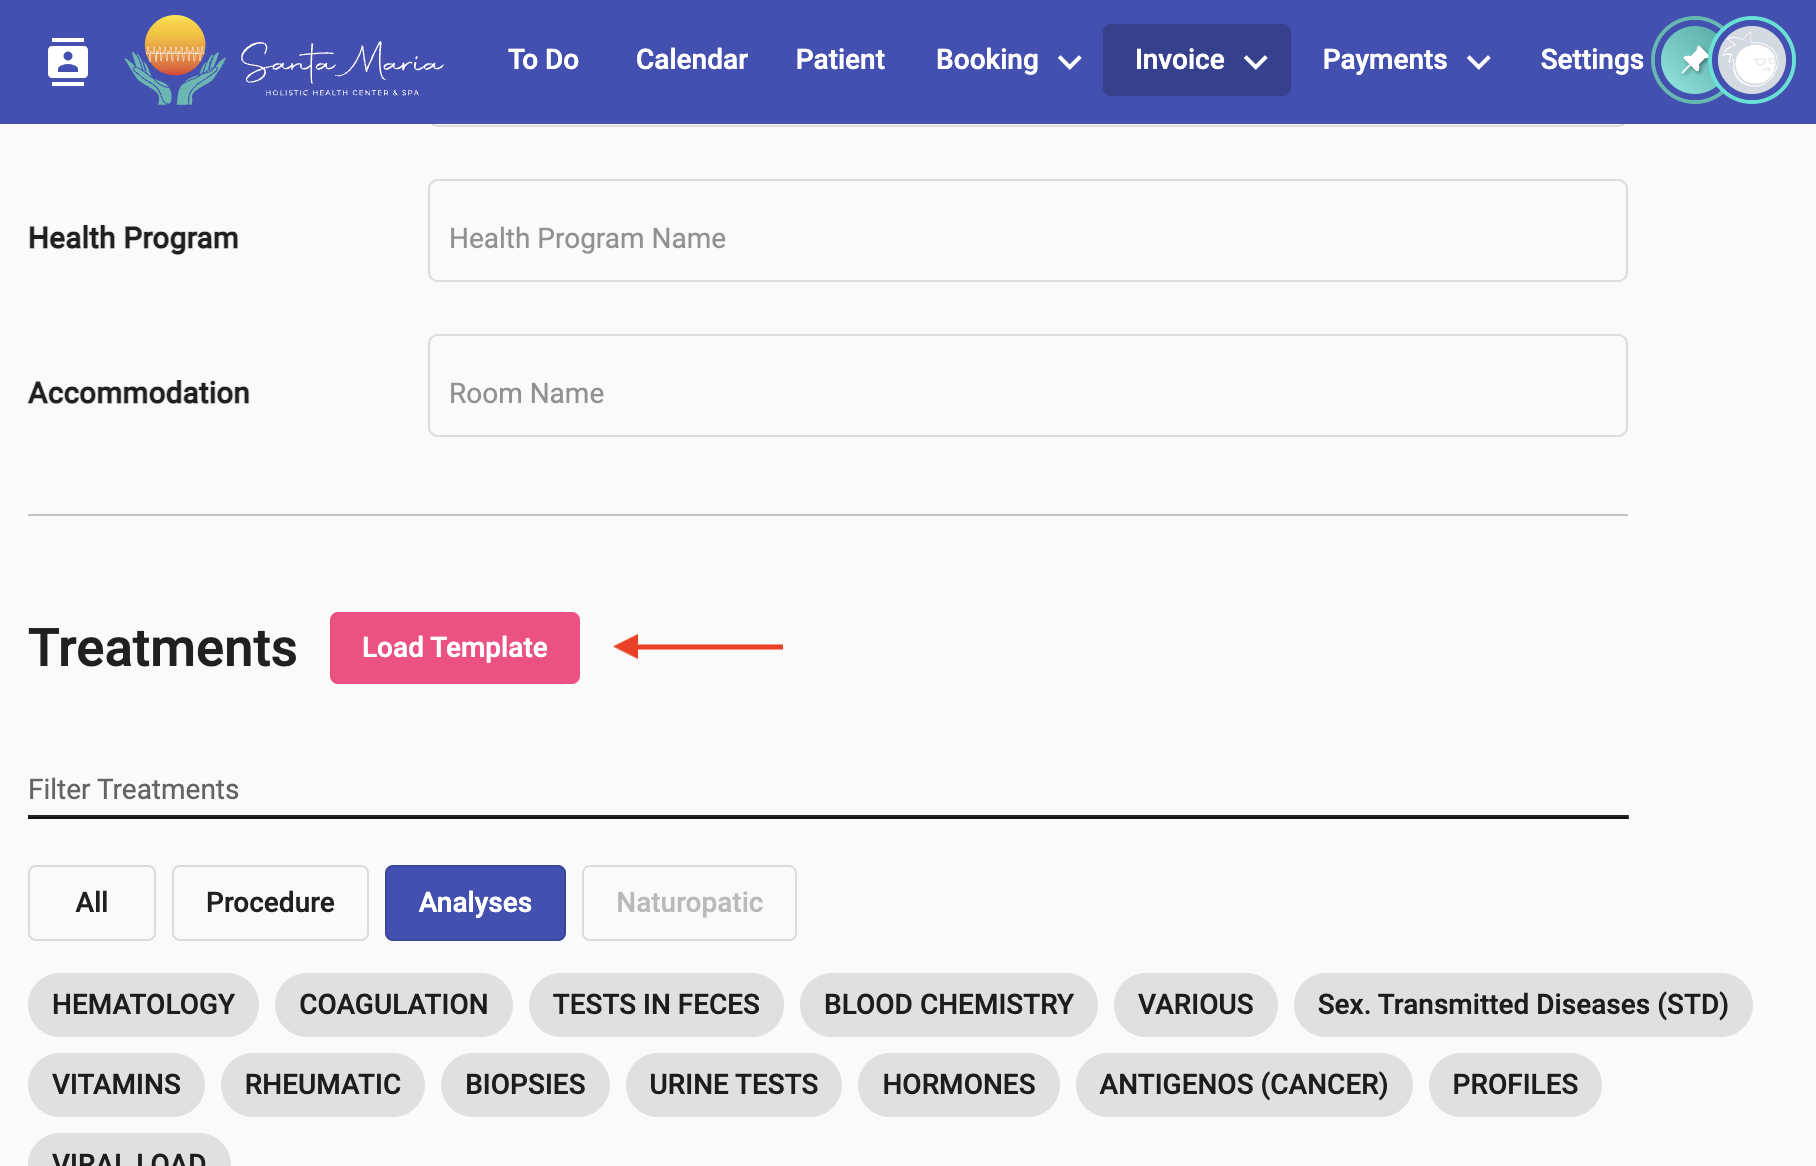 Santa Maria
HOLISTIC HEALTH CENTER & SPA
To Do Calendar Patient Booking Invoice Payments Settings
Health Program
Health Program Name
Accommodation
Room Name
Treatments
Load Template
Filter Treatments
All Procedure Analyses Naturopatic
HEMATOLOGY COAGULATION TESTS IN FECES BLOOD CHEMISTRY VARIOUS Sex. Transmitted Diseases (STD)
VITAMINS RHEUMATIC BIOPSIES URINE TESTS HORMONES ANTIGENOS (CANCER) PROFILES
VIRAL LOAD